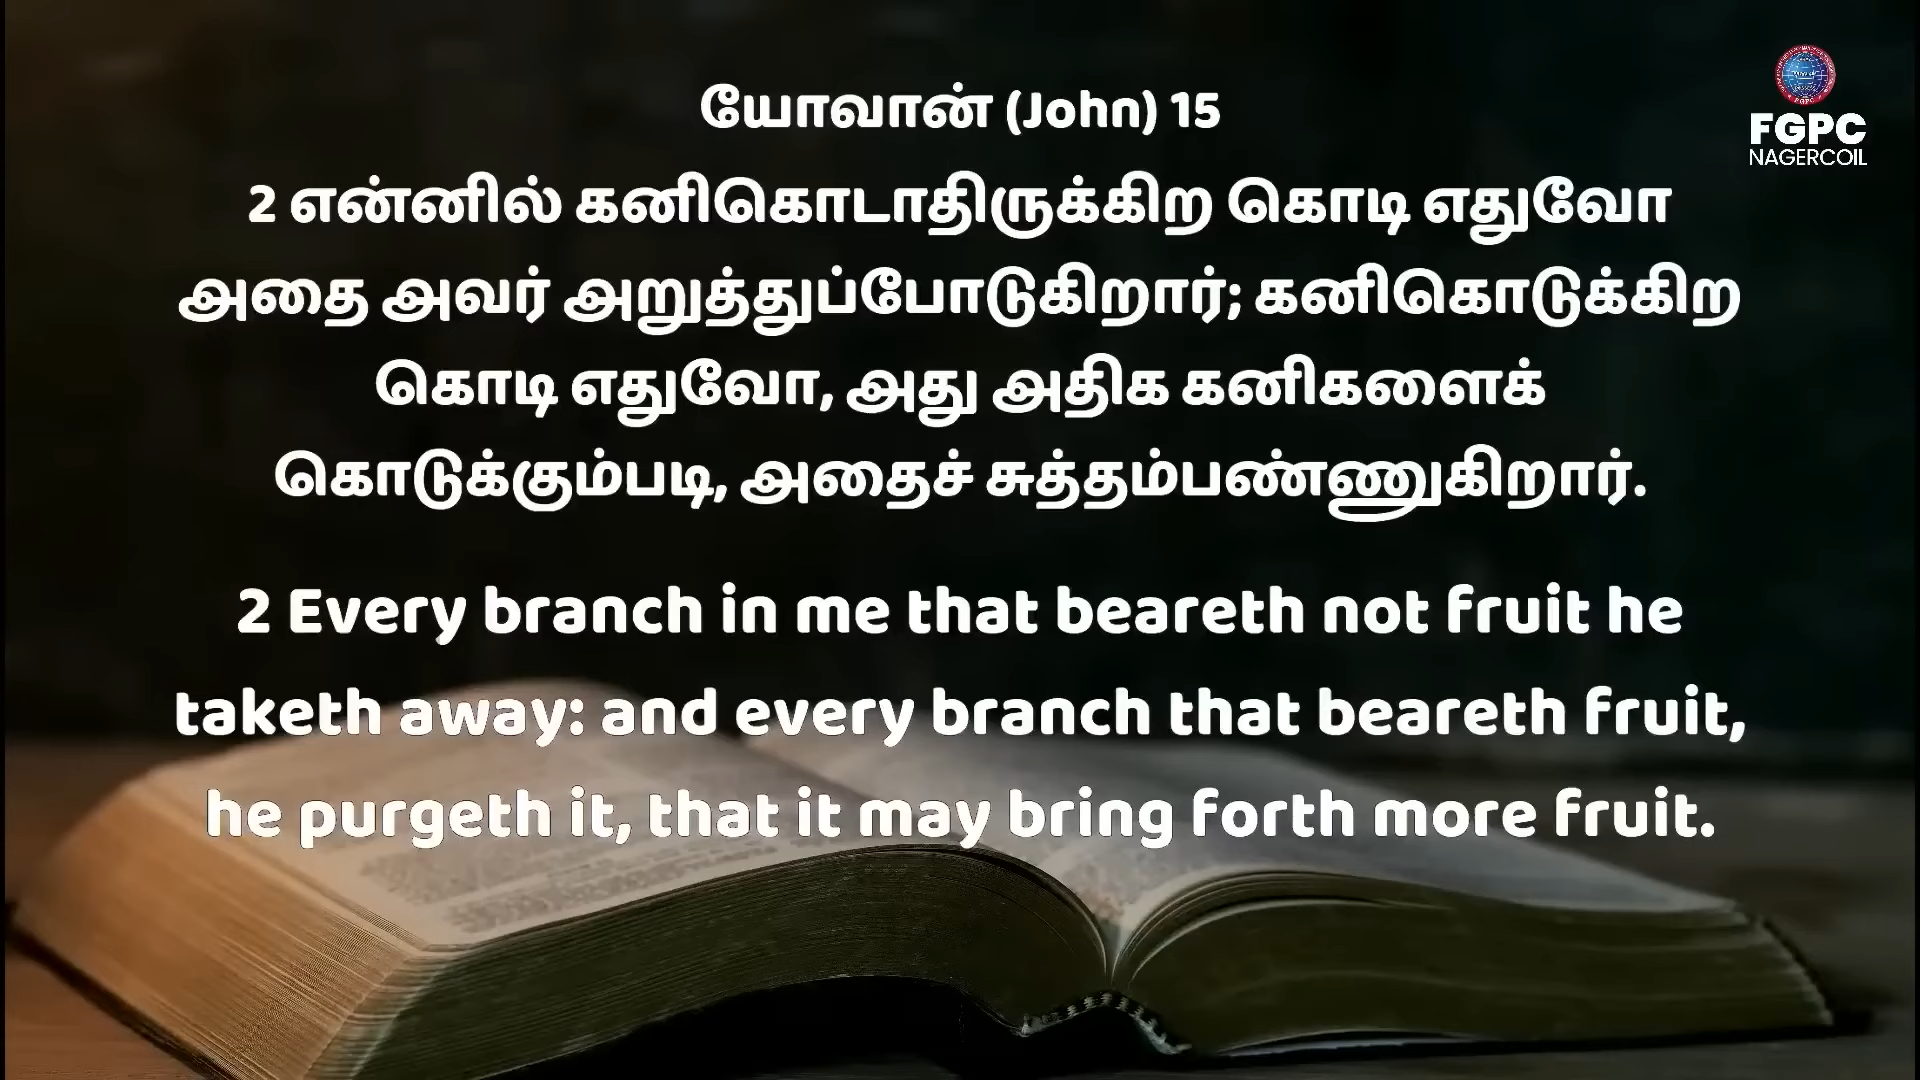 யோவான் (John) 15
FGPC
NAGERCOIL
2 என்னில் கனிகொடாதிருக்கிற கொடி எதுவோ
அதை அவர் அறுத்துப்போடுகிறார்; கனிகொடுக்கிற
கொடி எதுவோ, அது அதிக கனிகளைக்
கொடுக்கும்படி, அதைச் சுத்தம்பண்ணுகிறார்.
2 Every branch in me that beareth not fruit he
taketh away: and every branch that beareth fruit,
he purgeth it, that it may bring forth more fruit.